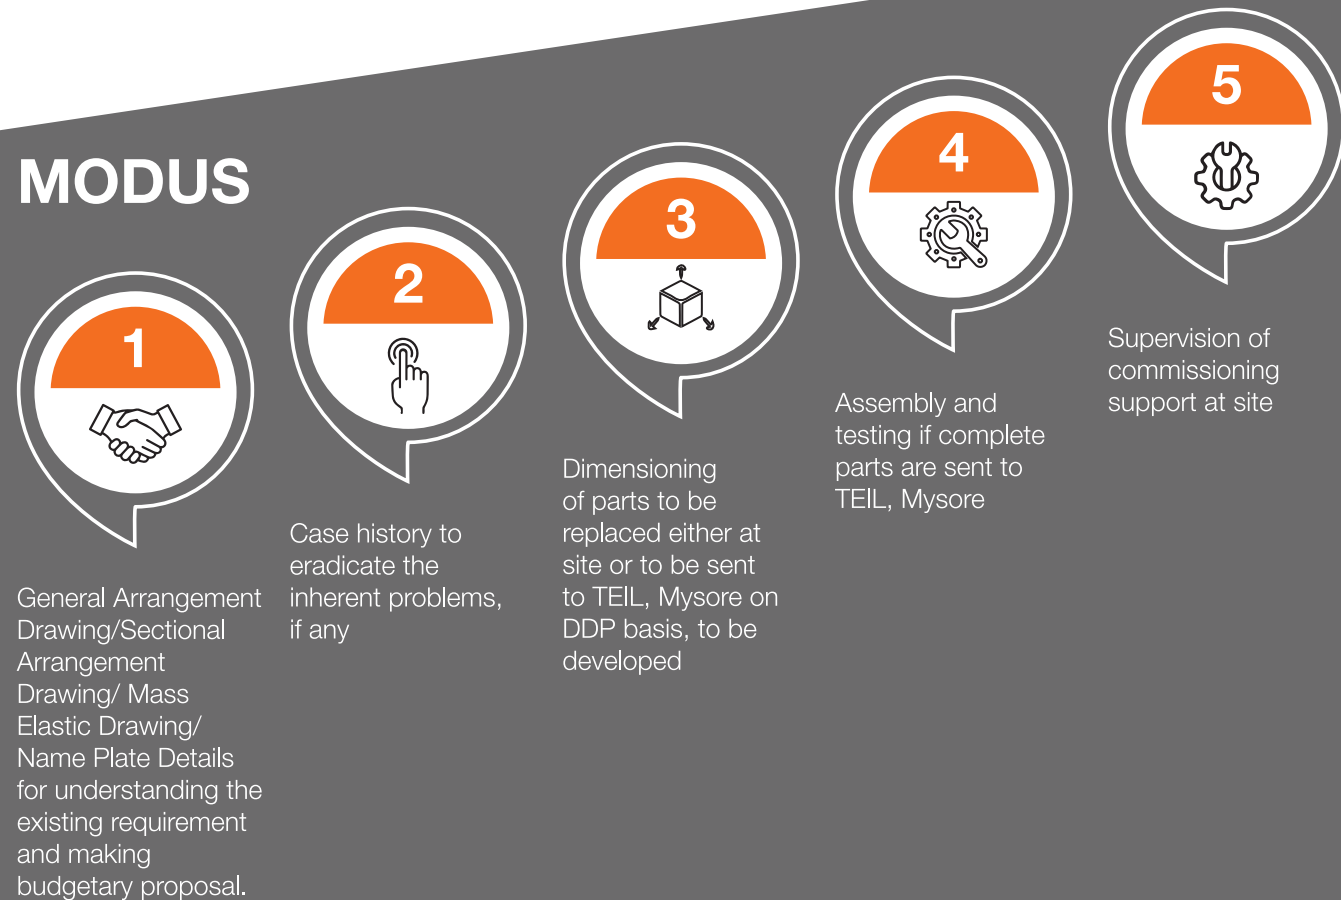 MODUS
1
General Arrangement
Drawing/Sectional
Arrangement
Drawing/ Mass
Elastic Drawing/
Name Plate Details
for understanding the
existing requirement
and making
budgetary proposal.
2
Case history to
eradicate the
inherent problems,
if any
3
Dimensioning
of parts to be
replaced either at
site or to be sent
to TEIL, Mysore on
DDP basis, to be
developed
4
Assembly and
testing if complete
parts are sent to
TEIL, Mysore
5
Supervision of
commissioning
support at site